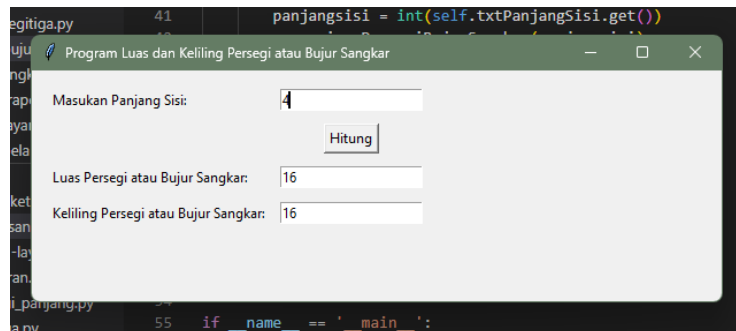 egitiga.py
41 panjangsisi = int(self.txtPanjangSisi.get())
Program Luas dan Keliling Persegi atau Bujur Sangkar
Masukan Panjang Sisi: 4
Hitung
Luas Persegi atau Bujur Sangkar: 16
Keliling Persegi atau Bujur Sangkar: 16
i_panjang.py
55 if __name__ == '__main__':